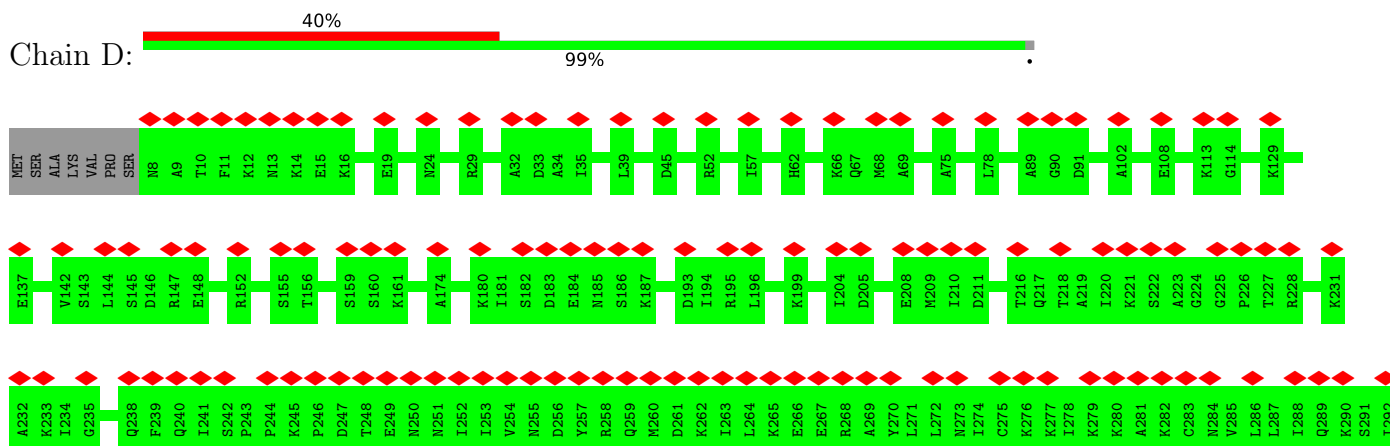 40%
Chain D:
99%
•
MET SER ALA LYS VAL PRO SER N8 A9 T10 F11 K12 N13 K14 E15 K16 E19 N24 R29 A32 D33 A34 I35 L39 D45 R52 I57 H62 K66 Q67 M68 A69 A75 L78 A89 G90 D91 A102 E108 K113 G114 K129
E137 V142 S143 L144 S145 D146 R147 E148 R152 S155 T156 S159 S160 K161 A174 K180 I181 S182 D183 E184 N185 S186 K187 D193 I194 R195 L196 K199 I204 D205 E208 M209 I210 D211 T216 Q217 T218 A219 I220 K221 S222 A223 G224 G225 P226 T227 R228 K231
A232 K233 I234 G235 Q238 F239 Q240 I241 S242 P243 P244 K245 P246 D247 T248 E249 N250 N251 I252 I253 V254 N255 D256 Y257 R258 Q259 M260 D261 K262 I263 L264 K265 E266 E267 R268 A269 Y270 L271 L272 N273 I274 C275 K276 K277 I278 K279 K280 A281 K282 C283 N284 V285 L286 L287 I288 Q289 K290 S291